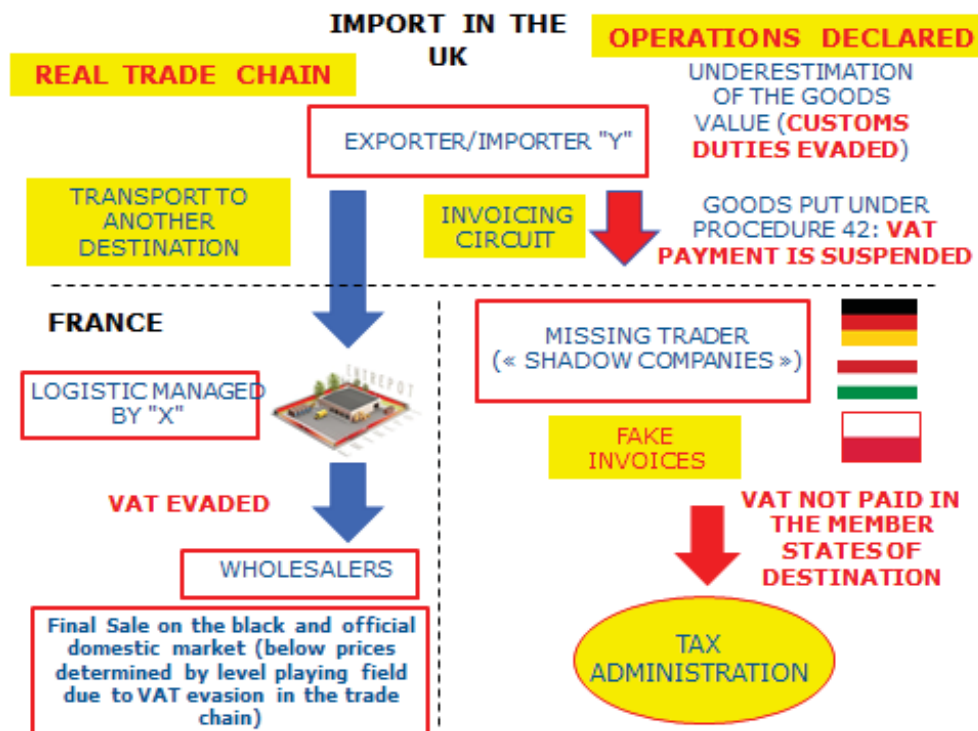 IMPORT IN THE
UK
REAL TRADE CHAIN
OPERATIONS DECLARED
UNDERESTIMATION
OF THE GOODS
VALUE (CUSTOMS
DUTIES EVADED)
EXPORTER/IMPORTER "Y"
TRANSPORT TO
ANOTHER
DESTINATION
INVOICING
CIRCUIT
GOODS PUT UNDER
PROCEDURE 42: VAT
PAYMENT IS SUSPENDED
FRANCE
MISSING TRADER
(« SHADOW COMPANIES »)
LOGISTIC MANAGED
BY "X"
ENTREPOT
FAKE
INVOICES
VAT EVADED
VAT NOT PAID IN
THE MEMBER
STATES OF
DESTINATION
WHOLESALERS
Final Sale on the black and official
domestic market (below prices
determined by level playing field
due to VAT evasion in the trade
chain)
TAX
ADMINISTRATION